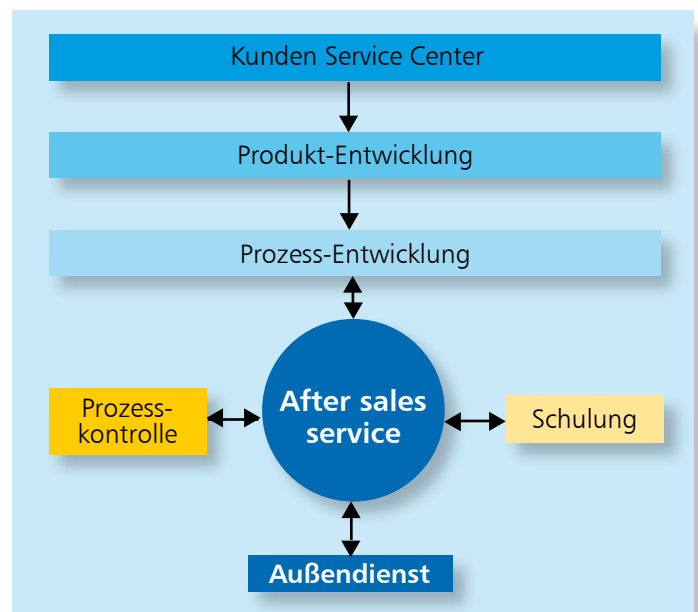 Kunden Service Center
Produkt-Entwicklung
Prozess-Entwicklung
After sales
service
Prozess-
kontrolle
Schulung
Außendienst